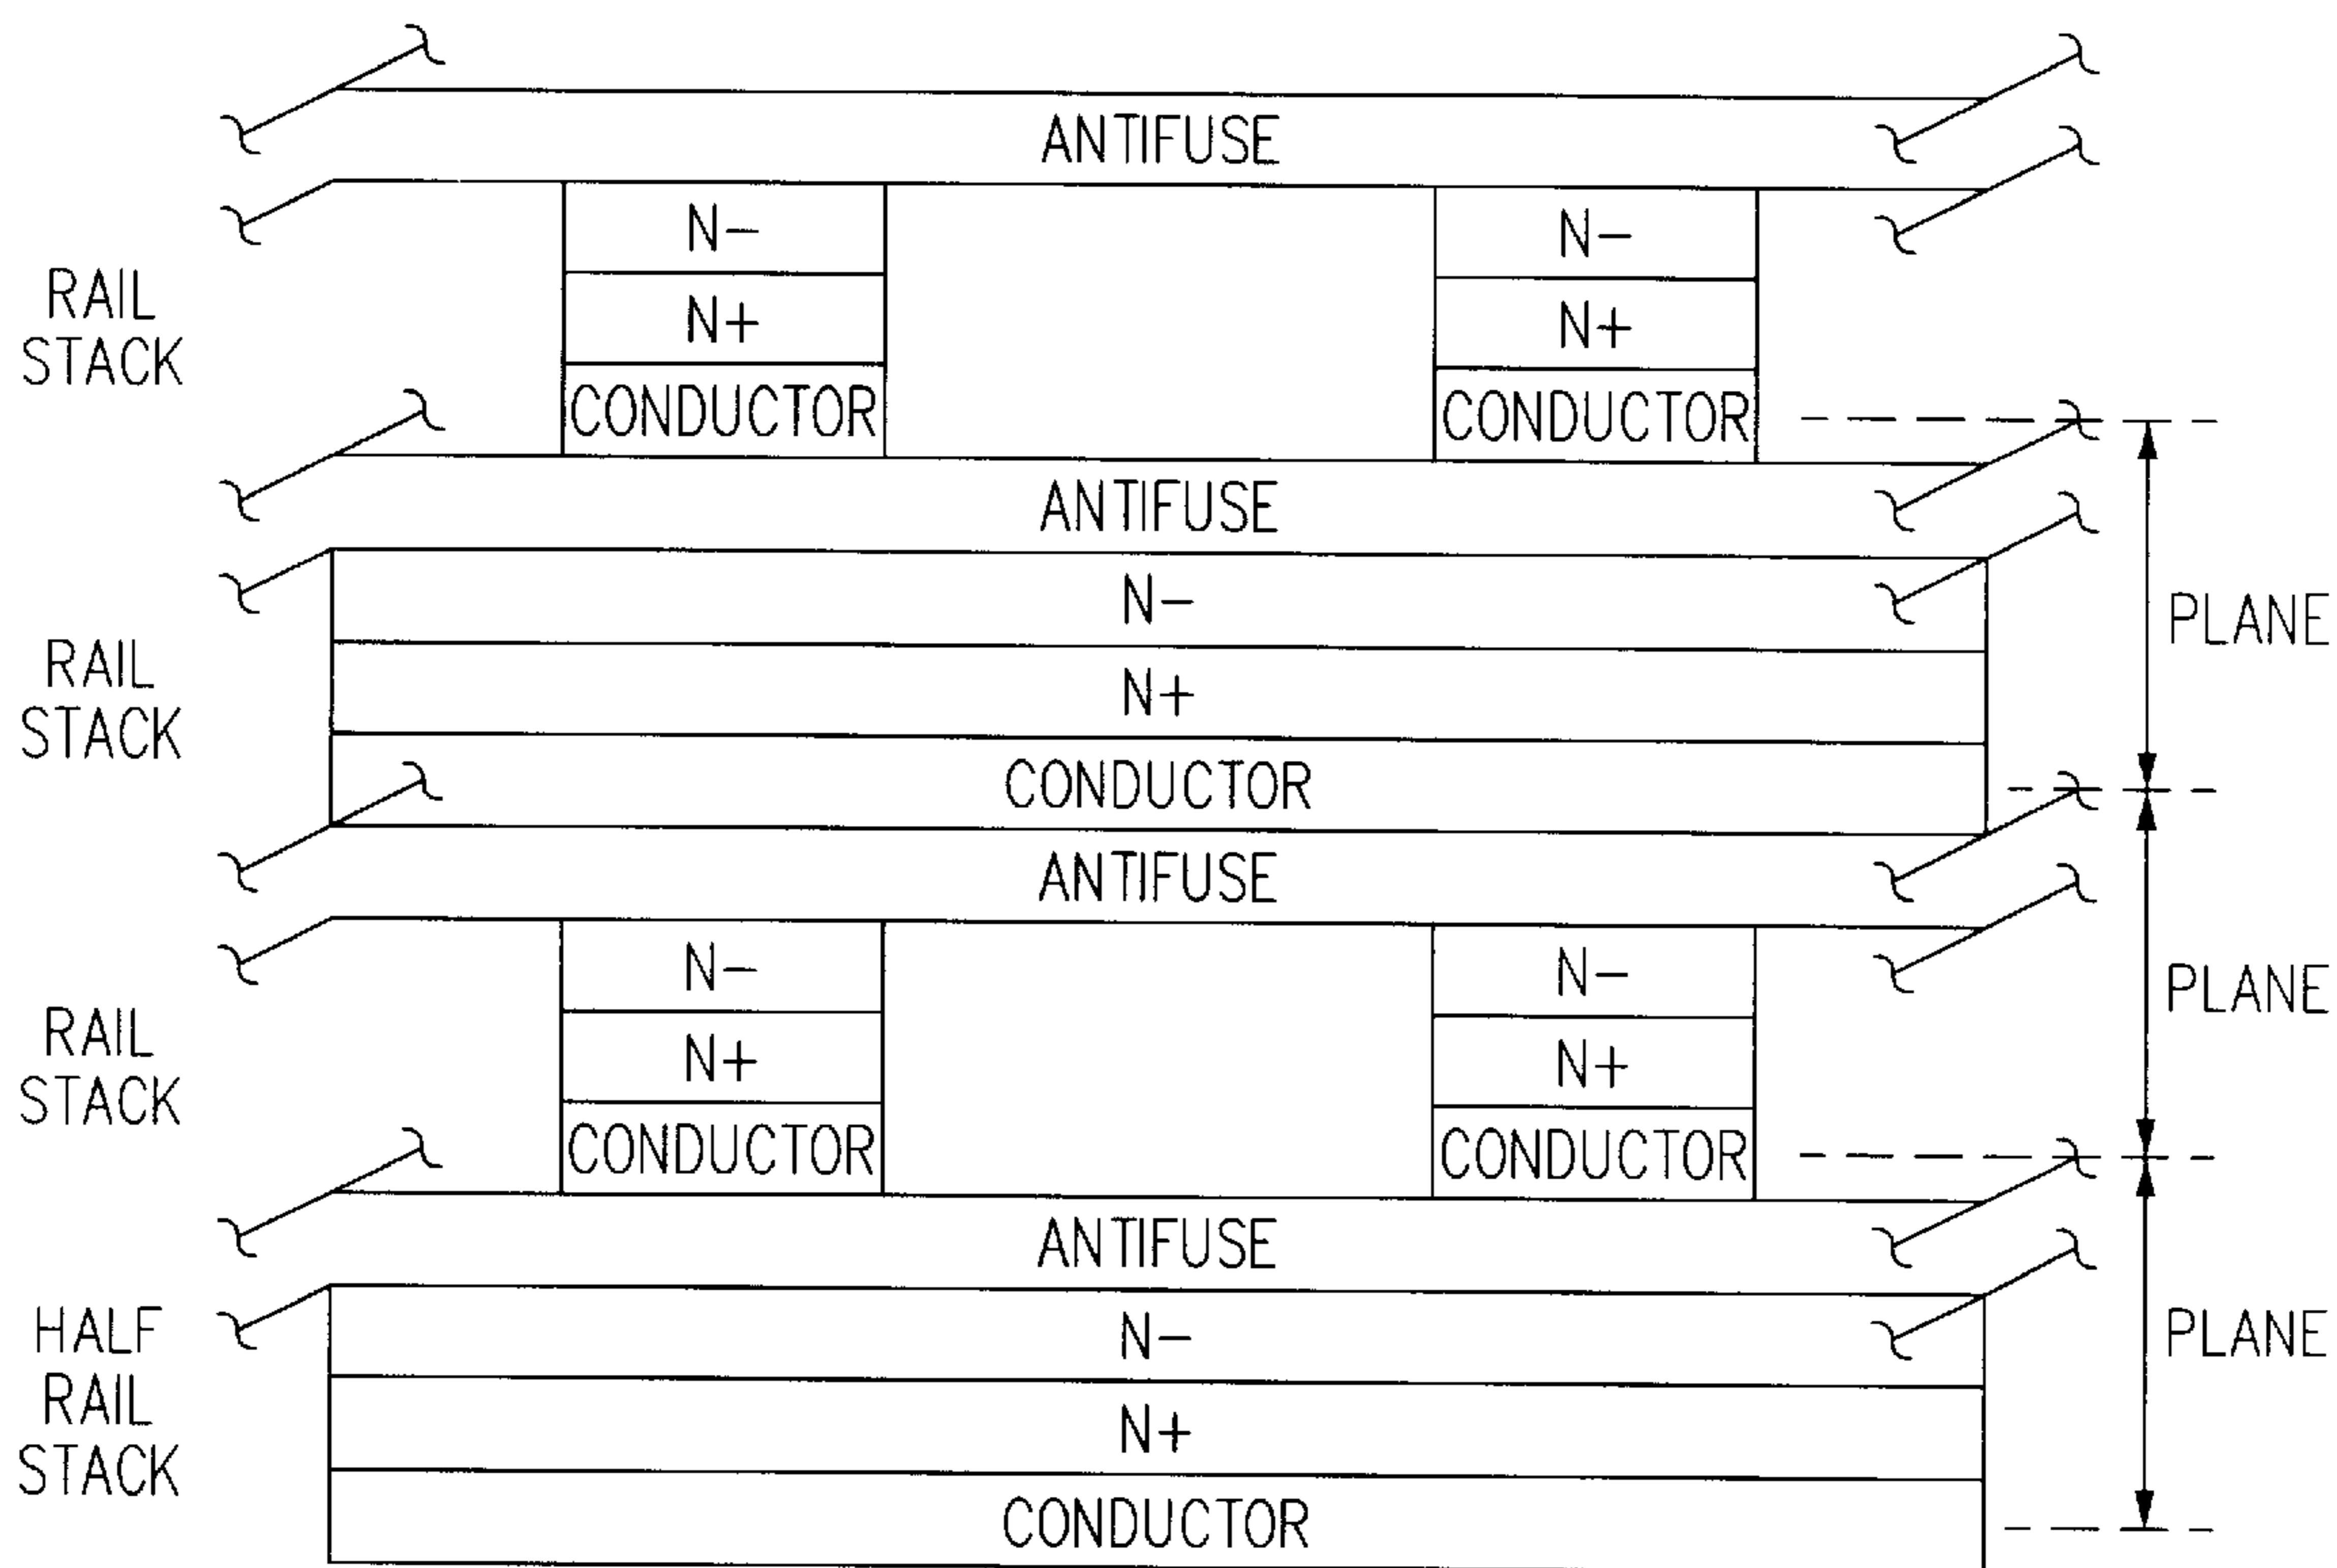 ANTIFUSE
N- N-
N+ N+
RAIL
STACK
CONDUCTOR CONDUCTOR
ANTIFUSE
N-
PLANE
RAIL
STACK
N+
CONDUCTOR
ANTIFUSE
N- N-
PLANE
RAIL
STACK
N+ N+
CONDUCTOR CONDUCTOR
ANTIFUSE
HALF
RAIL
STACK
N-
PLANE
N+
CONDUCTOR